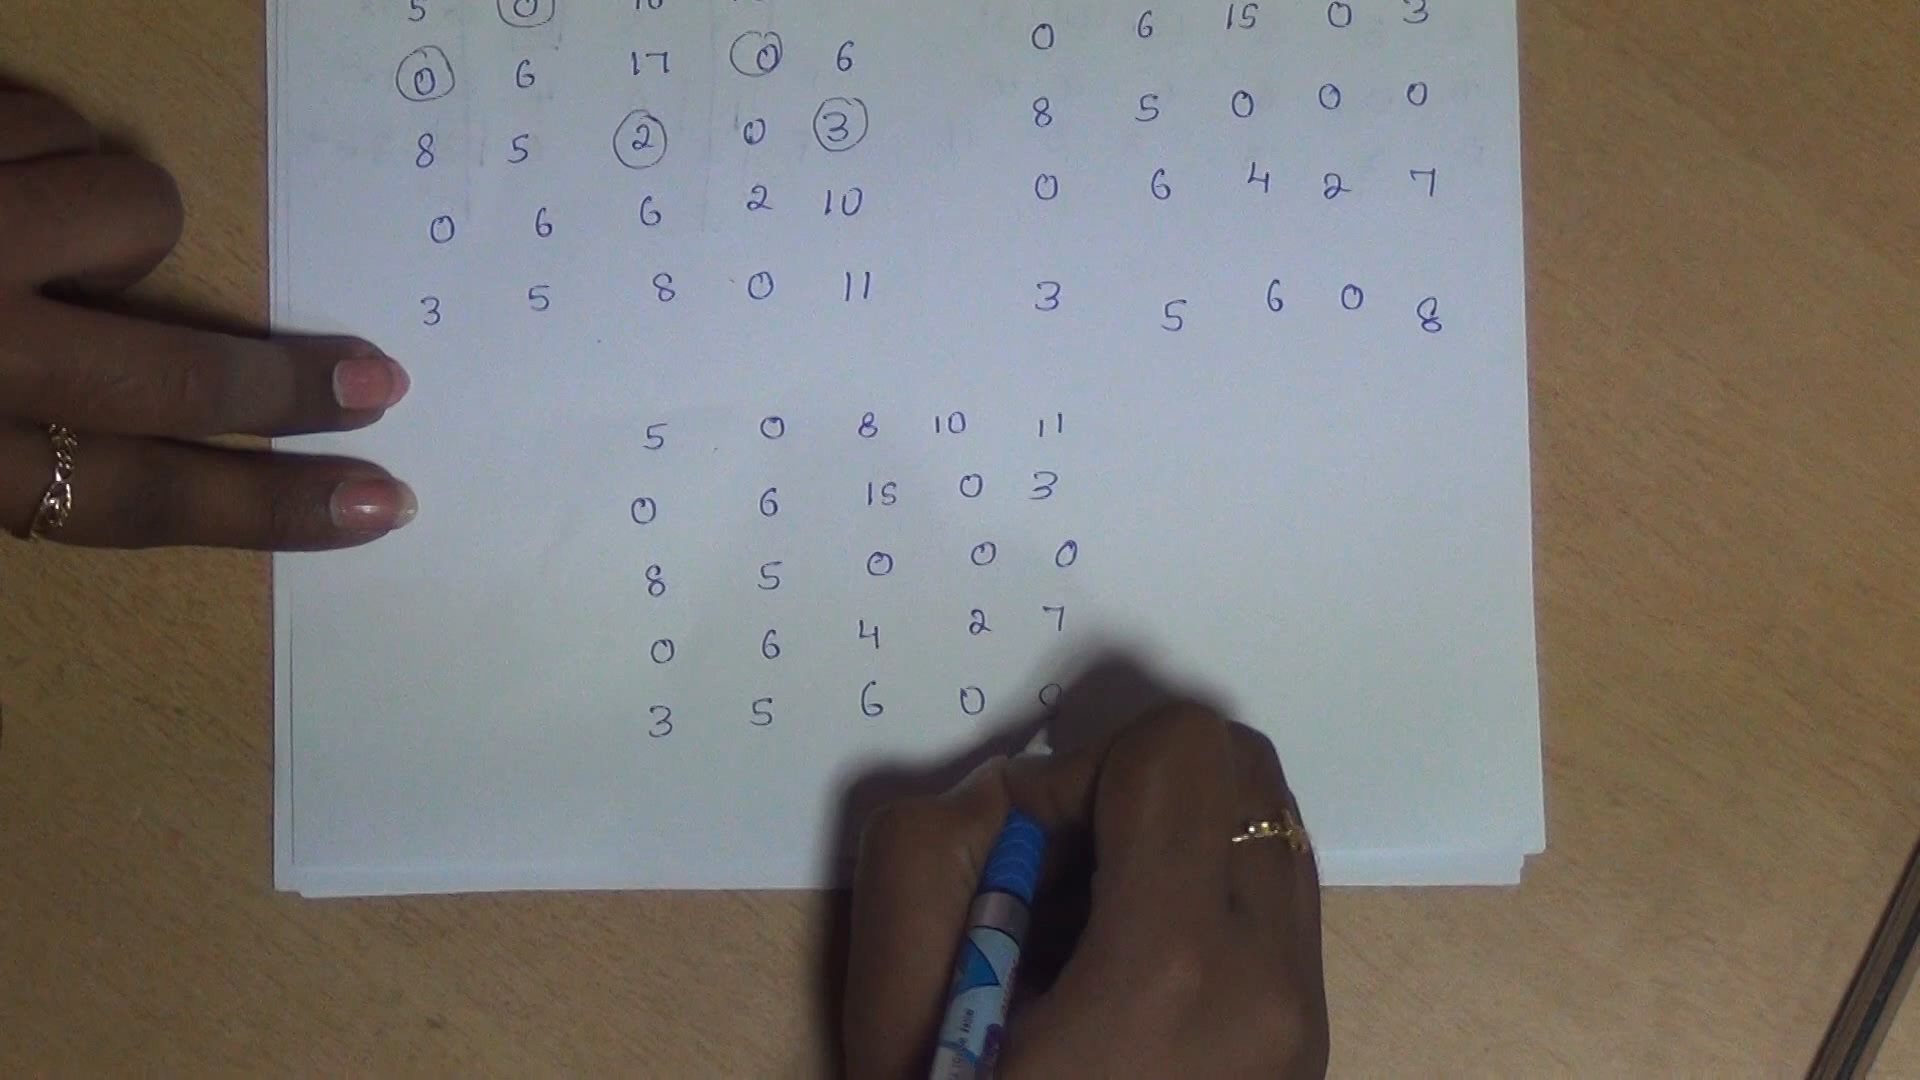 5 0 10
0 6 17 0 6
8 5 2 0 3
0 6 6 2 10
3 5 8 0 11
0 6 15 0 3
8 5 0 0 0
0 6 4 2 7
3 5 6 0 8
5 0 8 10 11
0 6 15 0 3
8 5 0 0 0
0 6 4 2 7
3 5 6 0